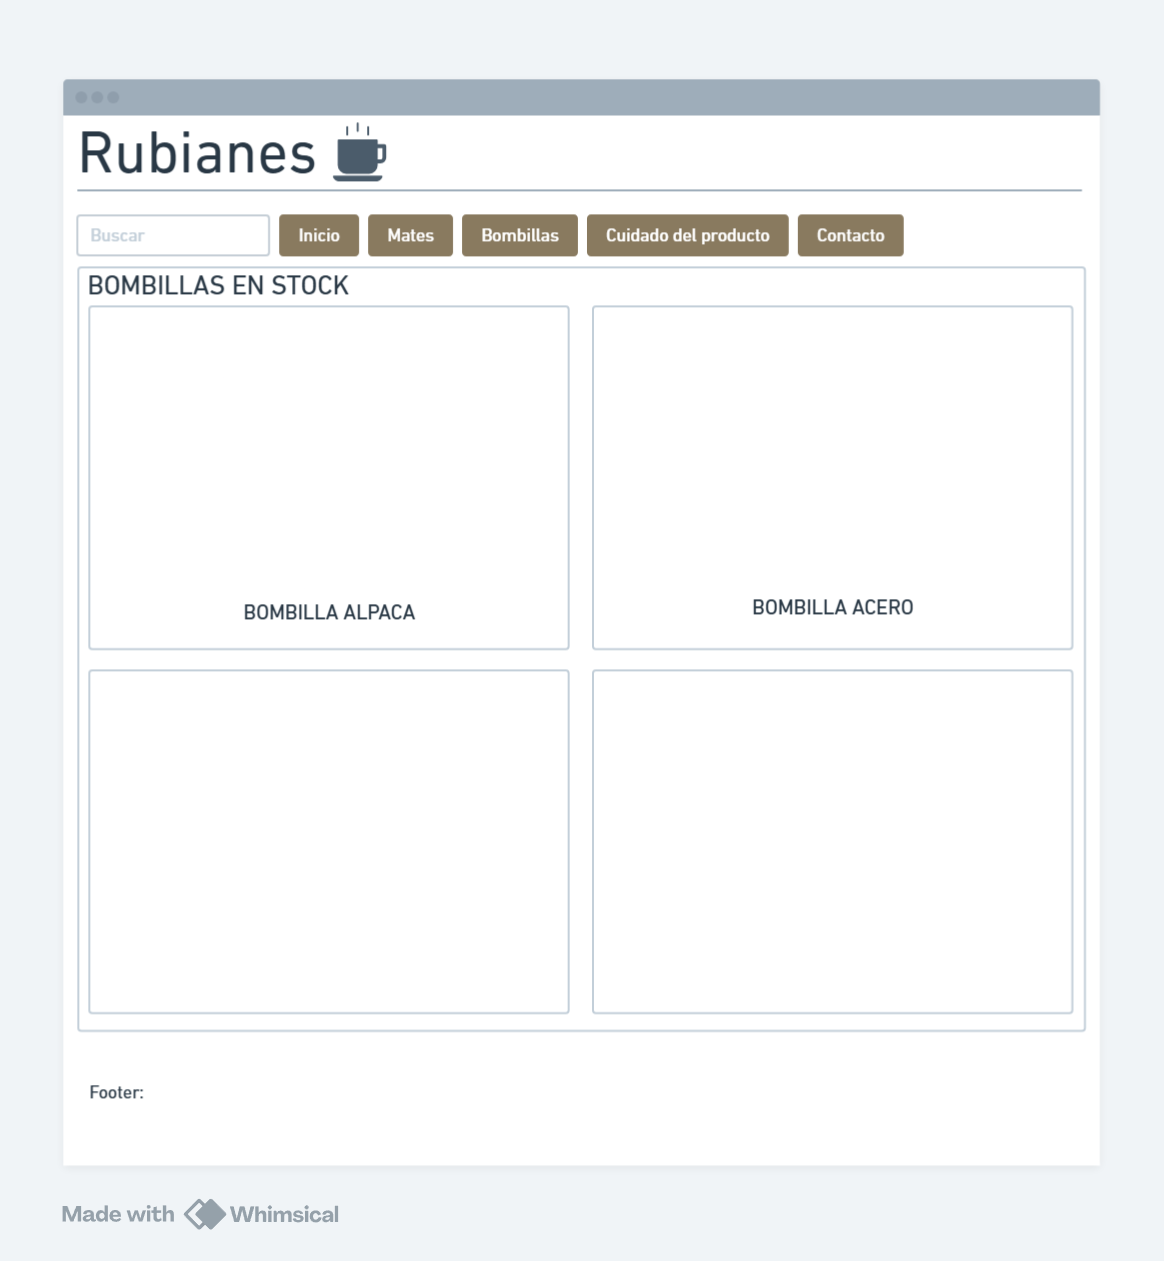 Rubianes
Buscar
Inicio
Mates
Bombillas
Cuidado del producto
Contacto
BOMBILLAS EN STOCK
BOMBILLA ALPACA
BOMBILLA ACERO
Footer:
Made with Whimsical